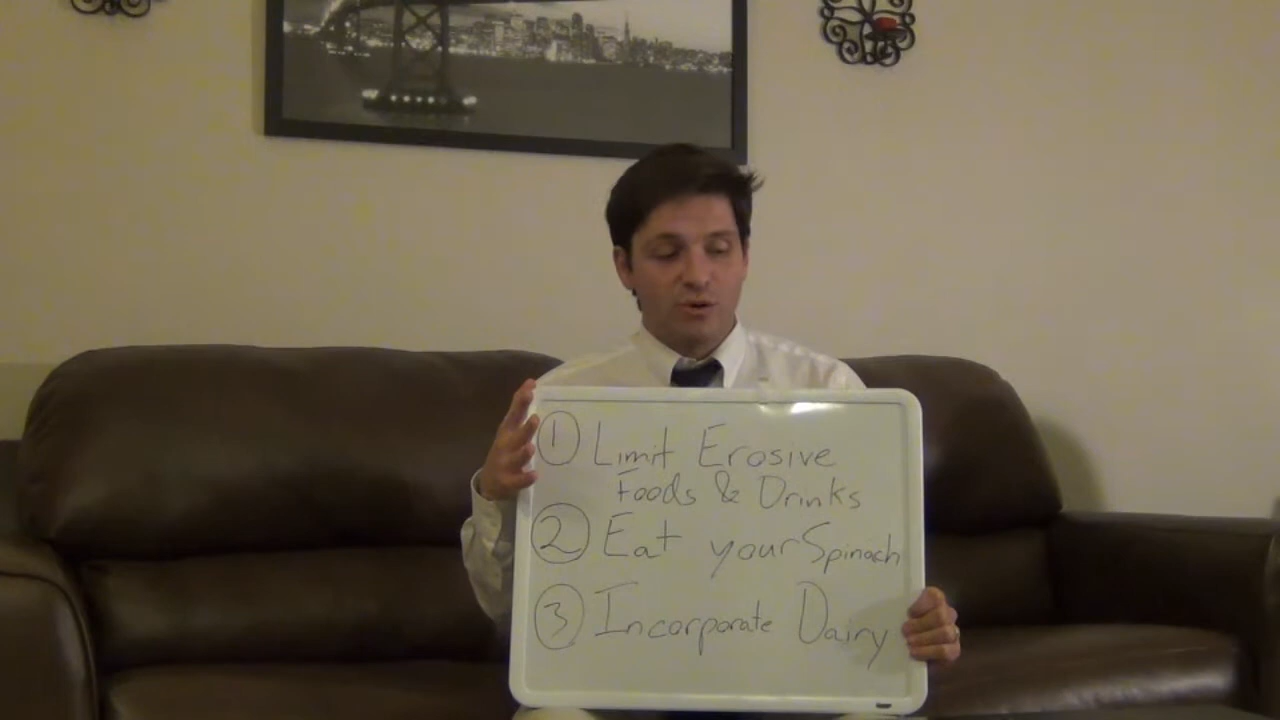 ① Limit Erosive
Foods & Drinks
② Eat your Spinach
③ Incorporate Dairy